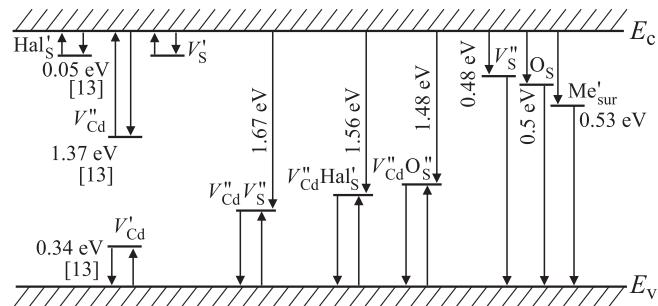 E_c
Hal'_S
0.05 eV
[13]
V'_S
V''_Cd
1.37 eV
[13]
V'_Cd
0.34 eV
[13]
1.67 eV
V''_Cd V''_S
1.56 eV
V''_Cd Hal'_S
1.48 eV
V''_Cd O''_S
0.48 eV
V''_S
O_S
0.5 eV
Me'_sur
0.53 eV
E_v